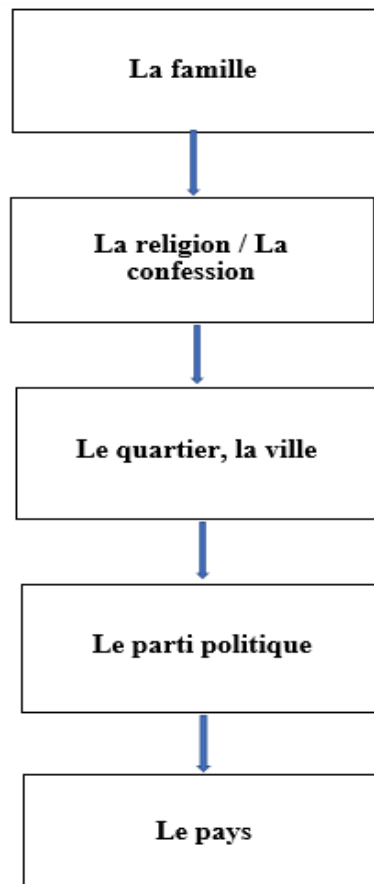 La famille
La religion / La
confession
Le quartier, la ville
Le parti politique
Le pays